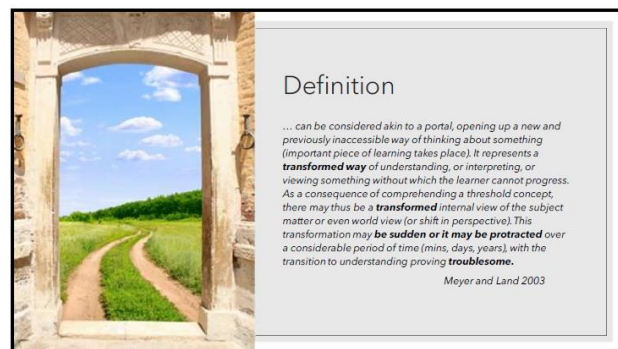 Definition
… can be considered akin to a portal, opening up a new and
previously inaccessible way of thinking about something
(important piece of learning takes place). It represents a
transformed way of understanding, or interpreting, or
viewing something without which the learner cannot progress.
As a consequence of comprehending a threshold concept,
there may thus be a transformed internal view of the subject
matter or even world view (or shift in perspective). This
transformation may be sudden or it may be protracted over
a considerable period of time (mins, days, years), with the
transition to understanding proving troublesome.
Meyer and Land 2003